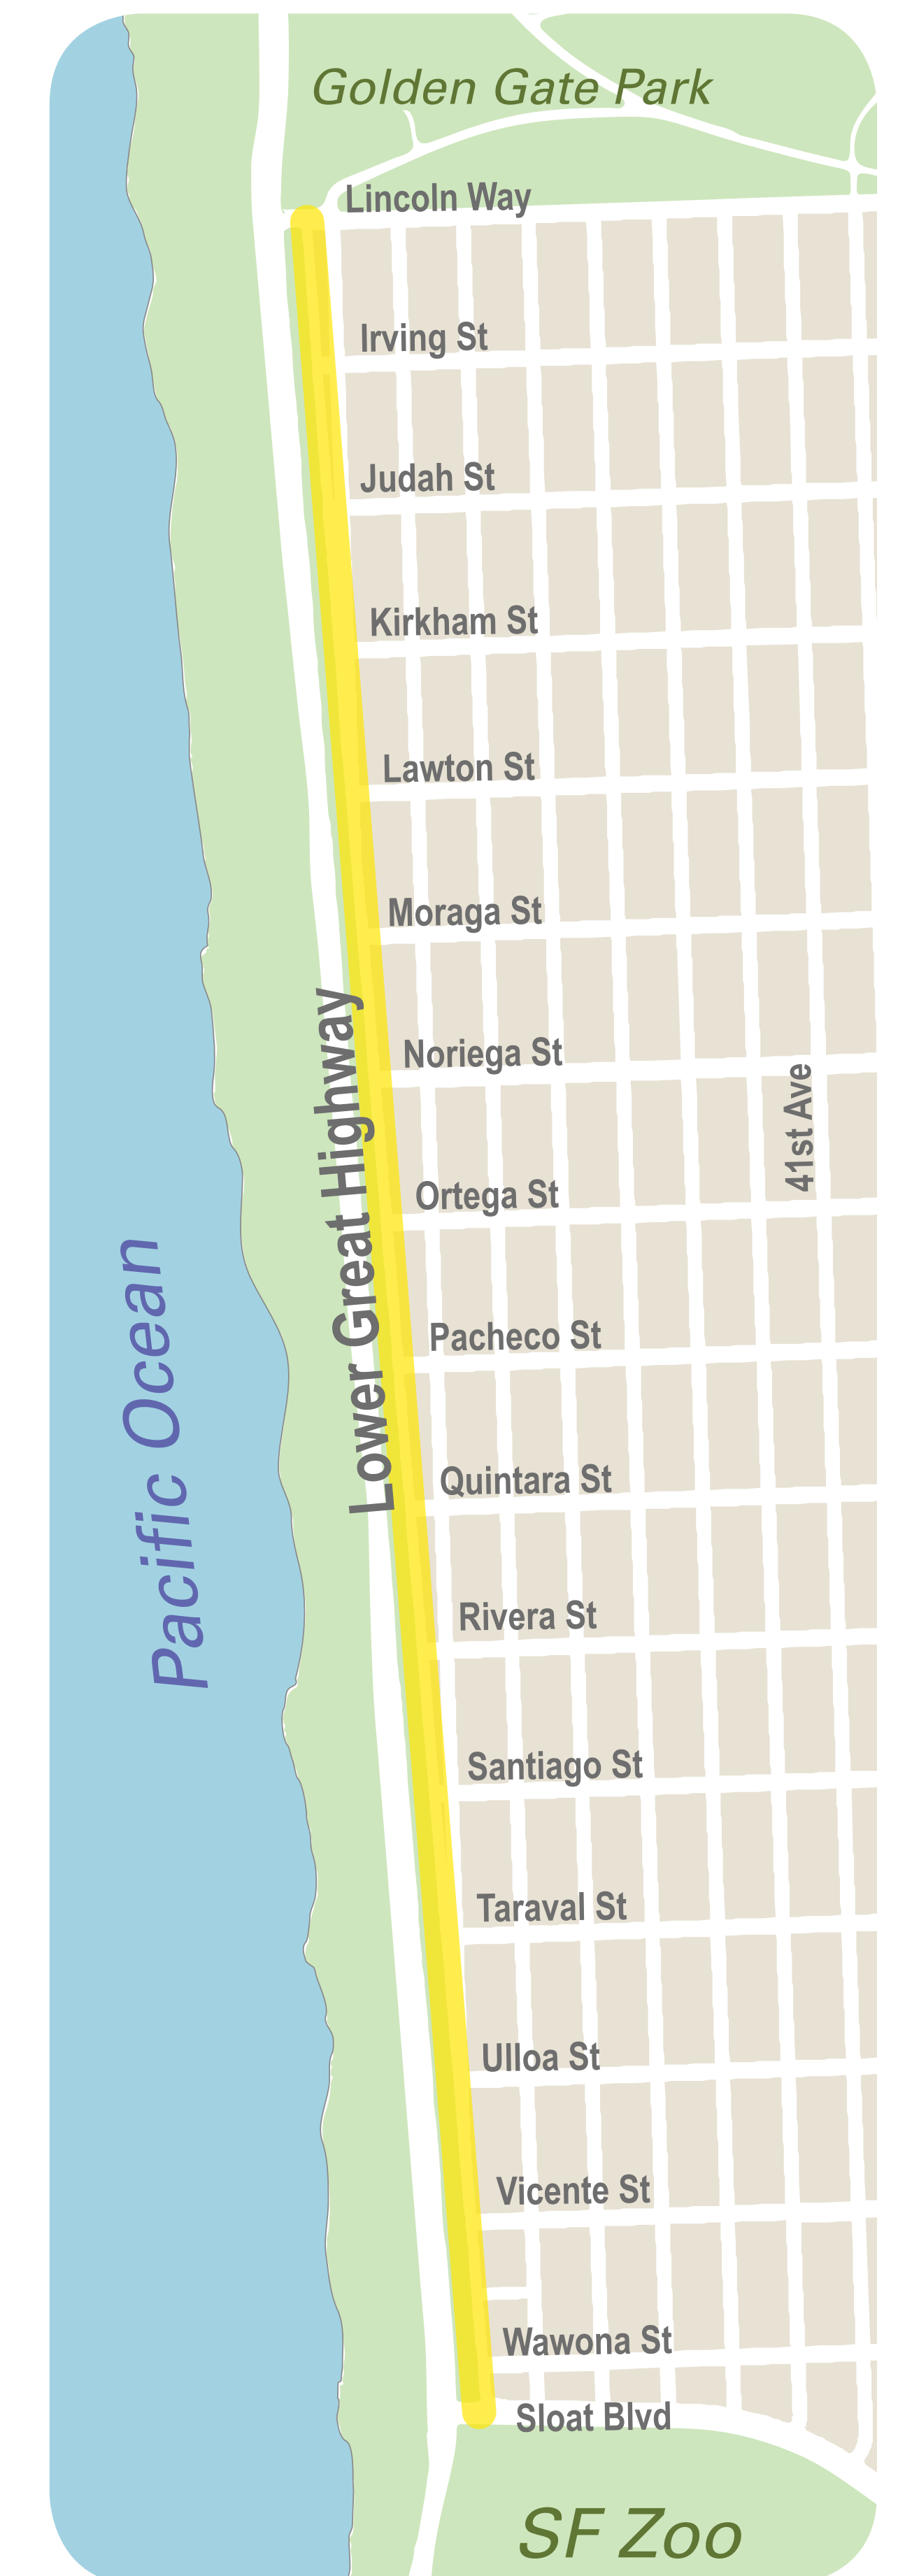 Golden Gate Park
Lincoln Way
Irving St
Judah St
Kirkham St
Lawton St
Moraga St
Lower Great Highway
Noriega St
41st Ave
Ortega St
Pacific Ocean
Pacheco St
Quintara St
Rivera St
Santiago St
Taraval St
Ulloa St
Vicente St
Wawona St
Sloat Blvd
SF Zoo